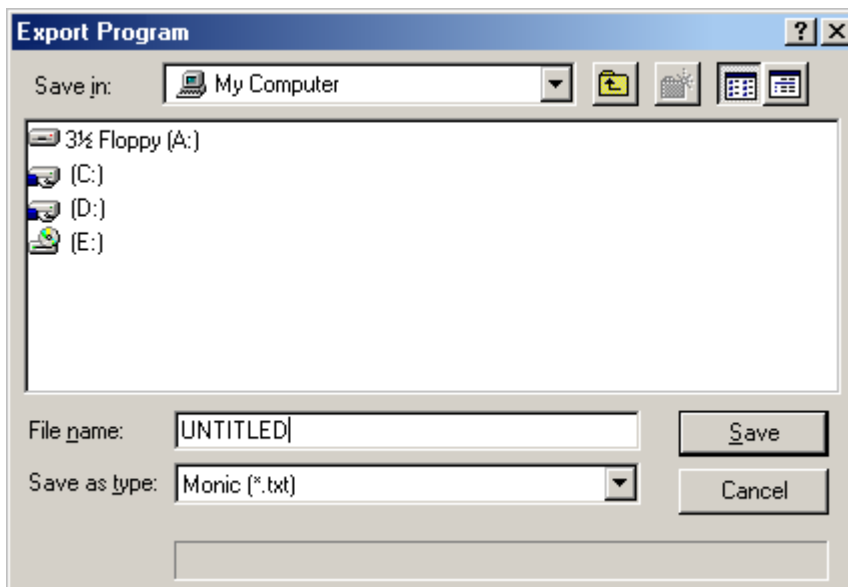 Export Program
Save in: My Computer
3½ Floppy (A:)
(C:)
(D:)
(E:)
File name: UNTITLED Save
Save as type: Monic (*.txt) Cancel